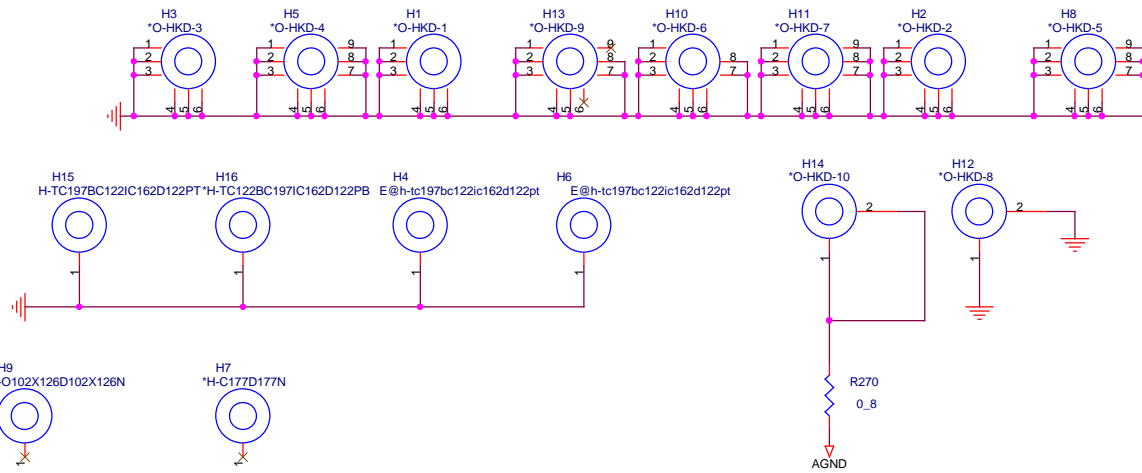 H3 H5 H1 H13 H10 H11 H2 H8
*O-HKD-3 *O-HKD-4 *O-HKD-1 *O-HKD-9 *O-HKD-6 *O-HKD-7 *O-HKD-2 *O-HKD-5
1 1 9 1 1 9 1 1 9 1 1 9
2 2 8 2 2 8 2 8 2 8 2 2 8
3 3 7 3 3 7 3 7 3 7 3 3 7
4 5 6 4 5 6 4 5 6 4 5 6 4 5 6 4 5 6 4 5 6 4 5 6
H15 H16 H4 H6 H14 H12
H-TC197BC122IC162D122PT *H-TC122BC197IC162D122PB E@h-tc197bc122ic162d122pt E@h-tc197bc122ic162d122pt *O-HKD-10 *O-HKD-8
2 2
1 1 1 1 1 1
H9 H7
-O102X126D102X126N *H-C177D177N
R270
0_8
1 1
AGND